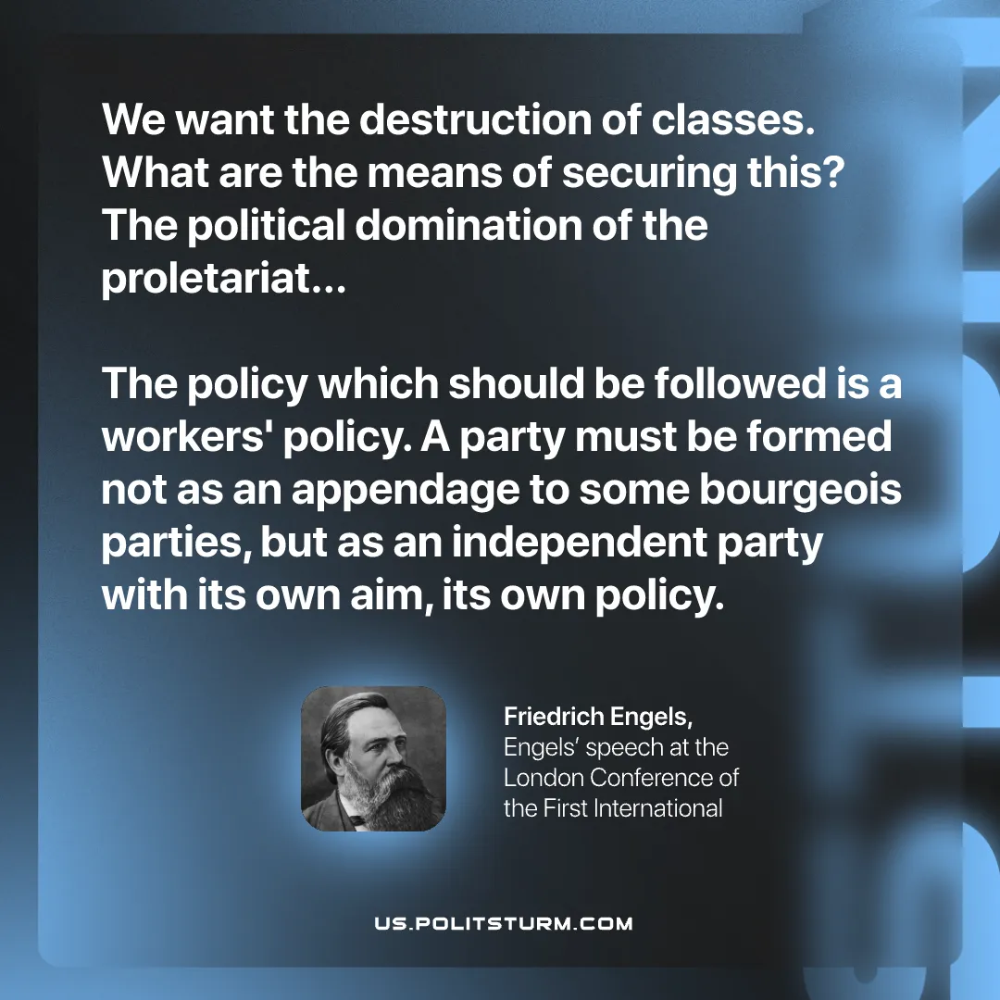 We want the destruction of classes.
What are the means of securing this?
The political domination of the
proletariat...
The policy which should be followed is a
workers' policy. A party must be formed
not as an appendage to some bourgeois
parties, but as an independent party
with its own aim, its own policy.
Friedrich Engels,
Engels’ speech at the
London Conference of
the First International
US.POLITSTURM.COM